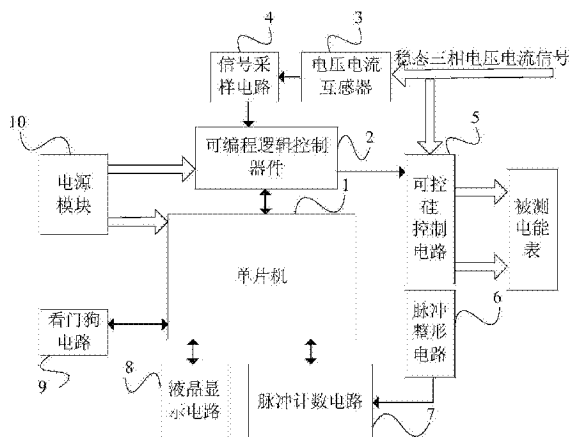 4
3
稳态三相电压电流信号
信号采
样电路
电压电流
互感器
10
2
5
可编程逻辑控制
器件
电源
模块
1
可控
硅
控制
电路
被测
电能
表
单片机
6
看门狗
电路
脉冲
整形
电路
9
8
液晶显
示电路
脉冲计数电路
7